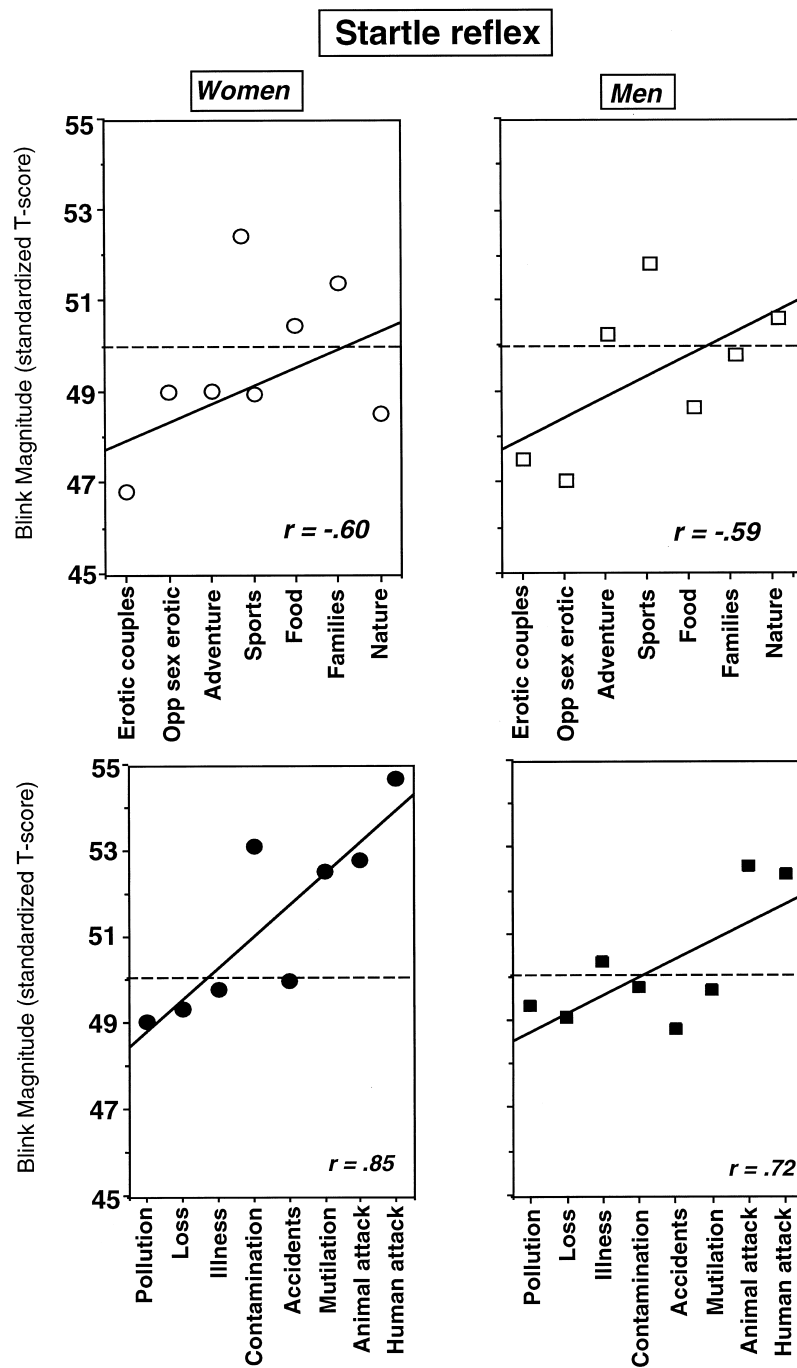 Startle reflex
Women
Men
Blink Magnitude (standardized T-score)
55
53
51
49
47
45
r = -.60
r = -.59
Erotic couples
Opp sex erotic
Adventure
Sports
Food
Families
Nature
Erotic couples
Opp sex erotic
Adventure
Sports
Food
Families
Nature
Blink Magnitude (standardized T-score)
55
53
51
49
47
45
r = .85
r = .72
Pollution
Loss
Illness
Contamination
Accidents
Mutilation
Animal attack
Human attack
Pollution
Loss
Illness
Contamination
Accidents
Mutilation
Animal attack
Human attack